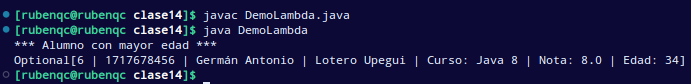 [rubenqc@rubenqc clase14]$ javac DemoLambda.java
[rubenqc@rubenqc clase14]$ java DemoLambda
*** Alumno con mayor edad ***
Optional[6 | 1717678456 | Germán Antonio | Lotero Upegui | Curso: Java 8 | Nota: 8.0 | Edad: 34]
[rubenqc@rubenqc clase14]$